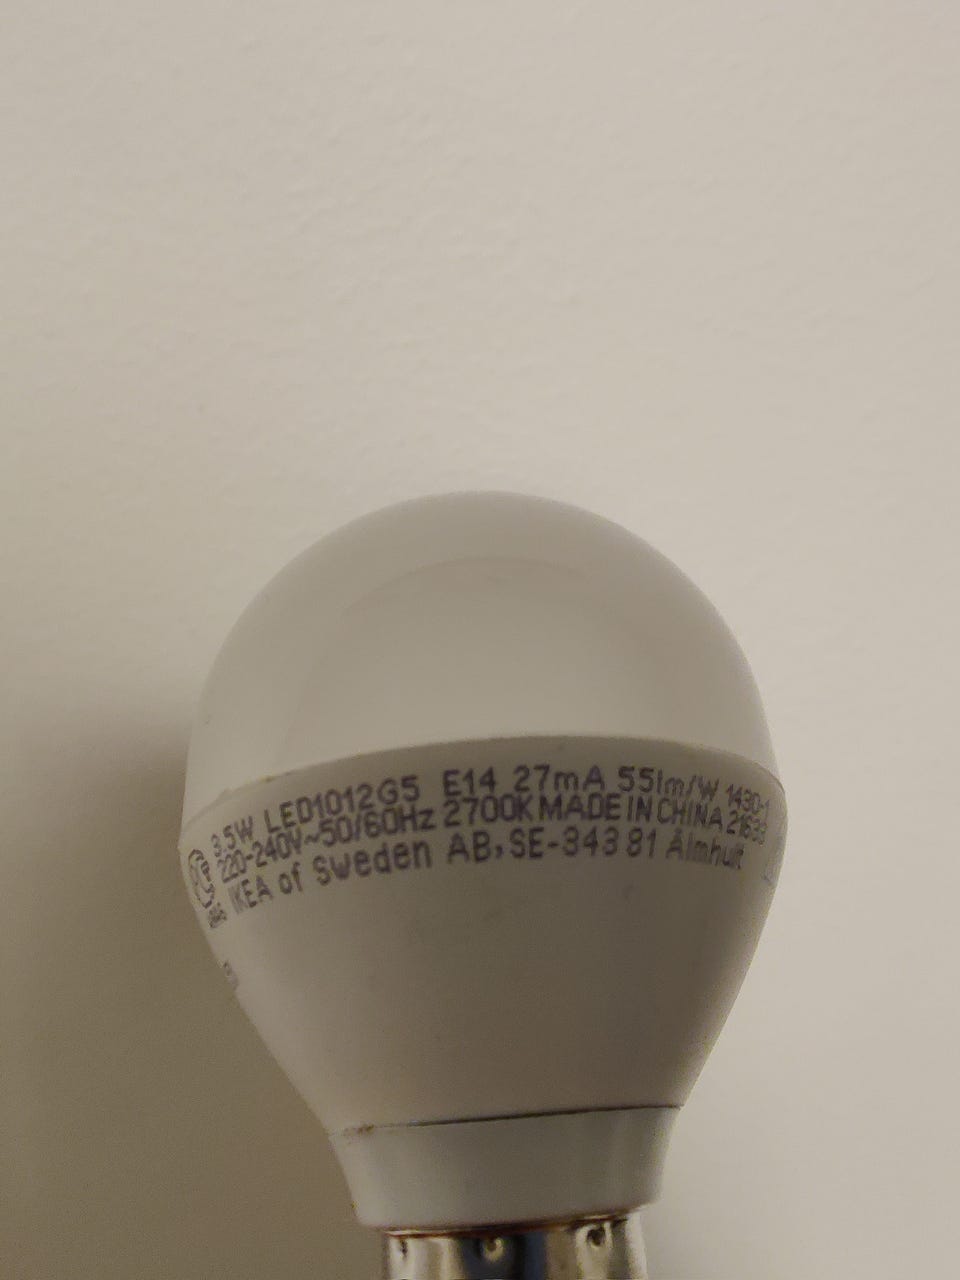 3.5W LED1012G5 E14 27mA 55lm/W 1430-1
220-240V~50/60Hz 2700K MADE IN CHINA 21633
IKEA of Sweden AB, SE-343 81 Älmhult